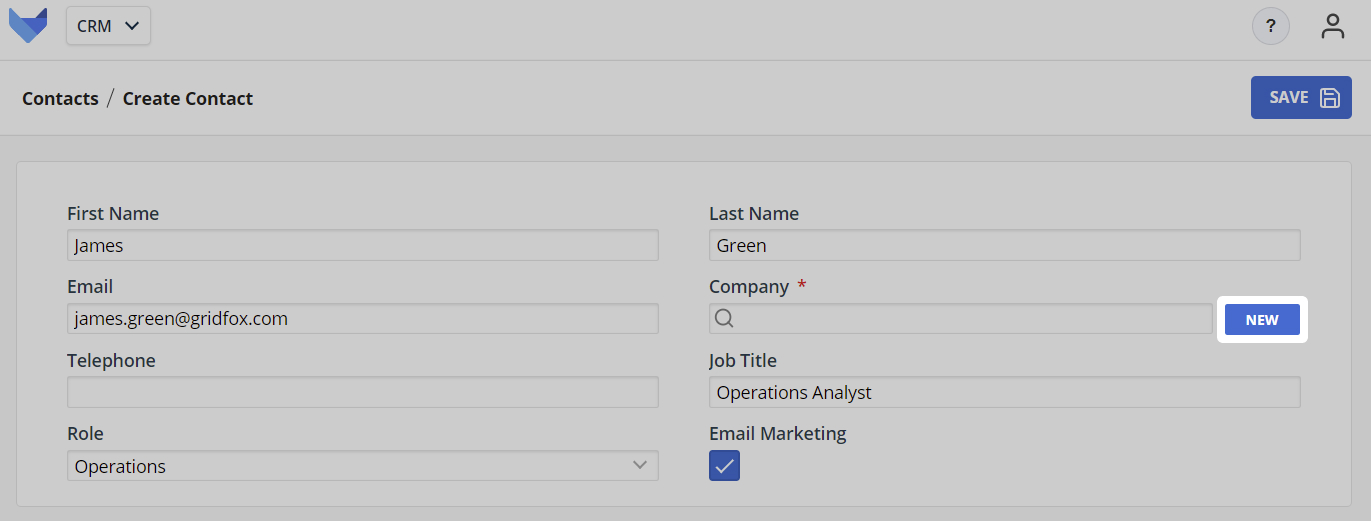 CRM
?
Contacts / Create Contact
SAVE
First Name
Last Name
James
Green
Email
Company *
james.green@gridfox.com
NEW
Telephone
Job Title
Operations Analyst
Role
Email Marketing
Operations